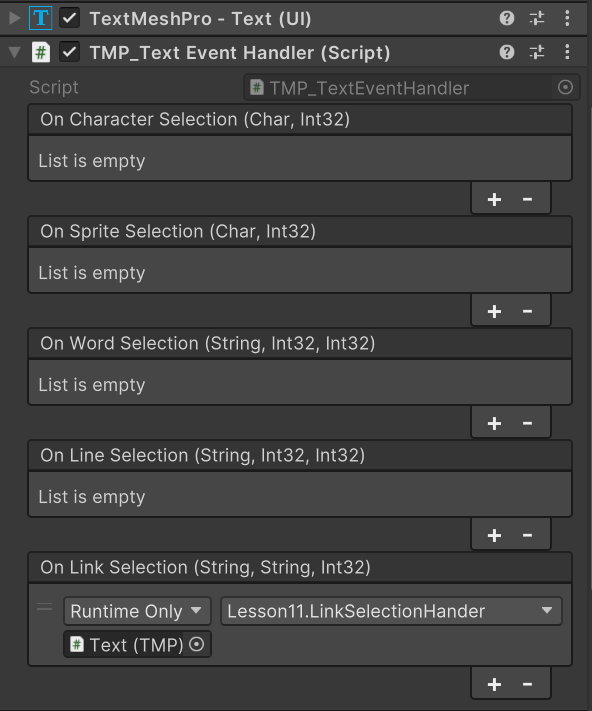 TextMeshPro - Text (UI)
TMP_Text Event Handler (Script)
Script TMP_TextEventHandler
On Character Selection (Char, Int32)
List is empty
+ -
On Sprite Selection (Char, Int32)
List is empty
+ -
On Word Selection (String, Int32, Int32)
List is empty
+ -
On Line Selection (String, Int32, Int32)
List is empty
+ -
On Link Selection (String, String, Int32)
Runtime Only Lesson11.LinkSelectionHander
Text (TMP)
+ -